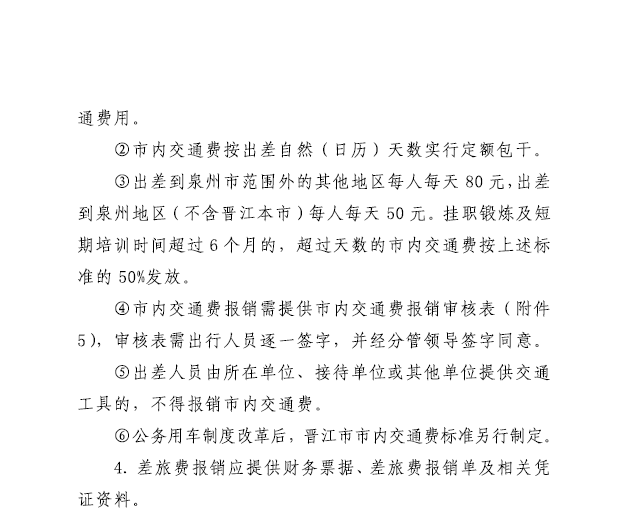 通费用。
②市内交通费按出差自然（日历）天数实行定额包干。
③出差到泉州市范围外的其他地区每人每天 80 元,出差
到泉州地区（不含晋江本市）每人每天 50 元。挂职锻炼及短
期培训时间超过 6 个月的，超过天数的市内交通费按上述标
准的 50%发放。
④市内交通费报销需提供市内交通费报销审核表（附件
5），审核表需出行人员逐一签字，并经分管领导签字同意。
⑤出差人员由所在单位、接待单位或其他单位提供交通
工具的，不得报销市内交通费。
⑥公务用车制度改革后，晋江市市内交通费标准另行制定。
4. 差旅费报销应提供财务票据、差旅费报销单及相关凭
证资料。